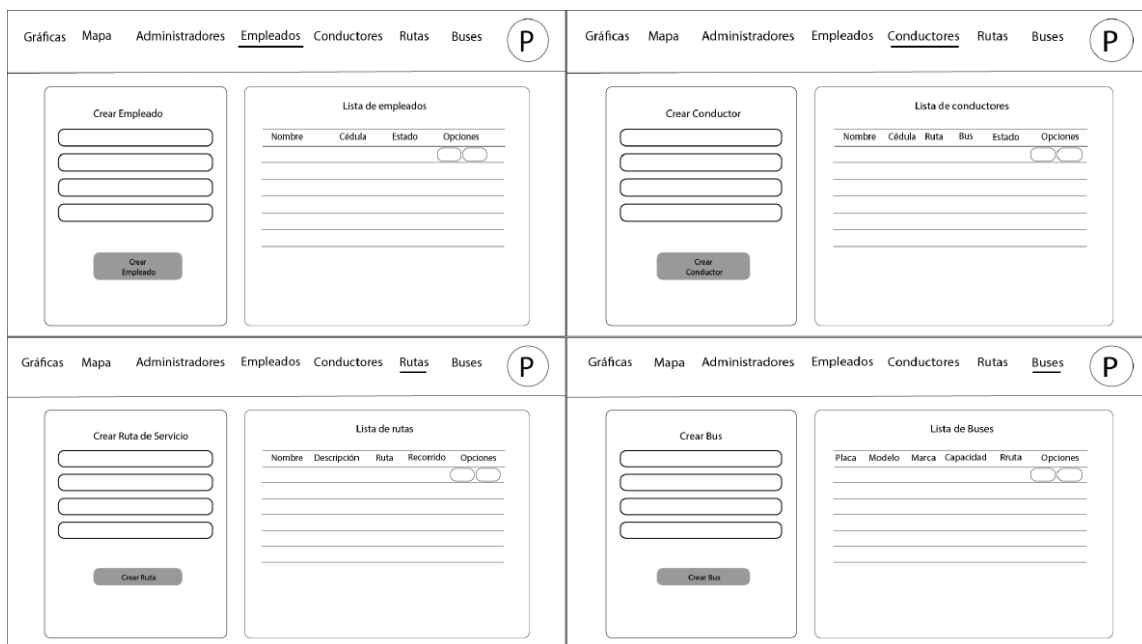 Gráficas Mapa Administradores Empleados Conductores Rutas Buses P
Crear Empleado
Crear
Empleado
Lista de empleados
Nombre Cédula Estado Opciones
Gráficas Mapa Administradores Empleados Conductores Rutas Buses P
Crear Conductor
Crear
Conductor
Lista de conductores
Nombre Cédula Ruta Bus Estado Opciones
Gráficas Mapa Administradores Empleados Conductores Rutas Buses P
Crear Ruta de Servicio
Crear Ruta
Lista de rutas
Nombre Descripción Ruta Recorrido Opciones
Gráficas Mapa Administradores Empleados Conductores Rutas Buses P
Crear Bus
Crear Bus
Lista de Buses
Placa Modelo Marca Capacidad Rruta Opciones